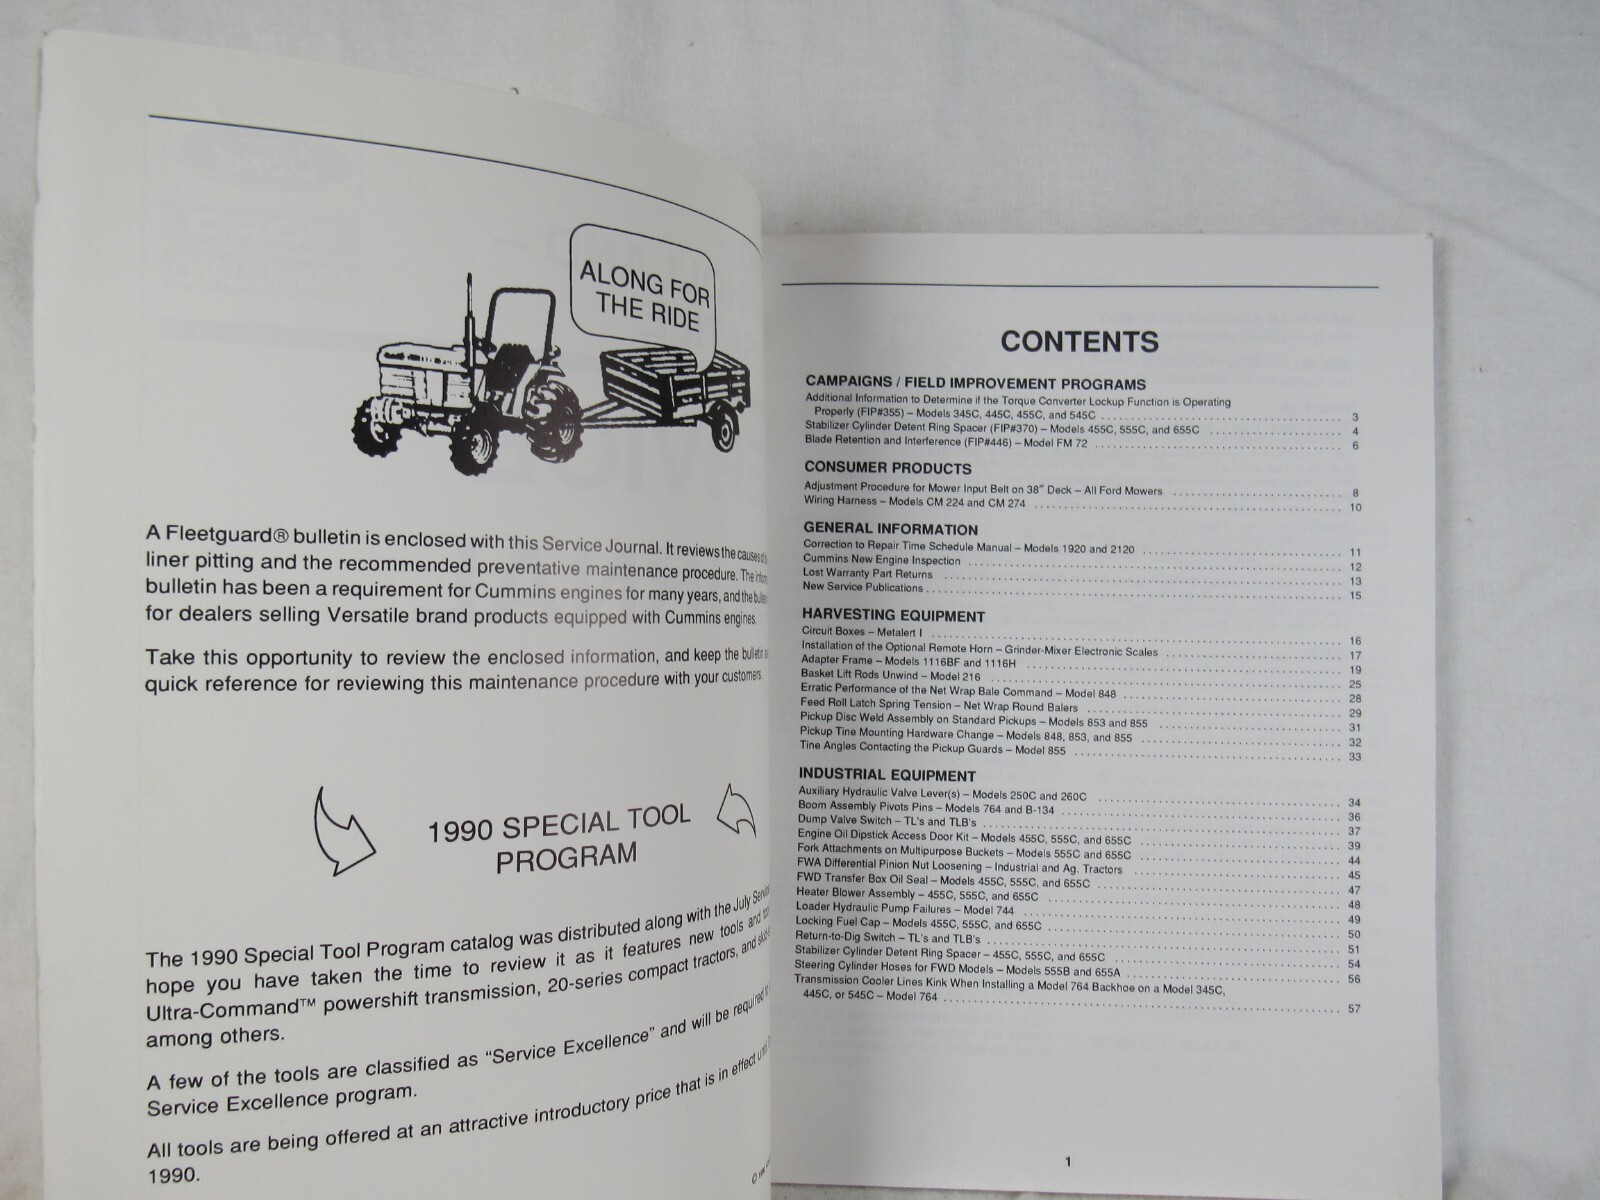 ALONG FOR
THE RIDE
A Fleetguard® bulletin is enclosed with this Service Journal. It reviews the causes
liner pitting and the recommended preventative maintenance procedure. The
bulletin has been a requirement for Cummins engines for many years, and the
for dealers selling Versatile brand products equipped with Cummins engines.
Take this opportunity to review the enclosed information, and keep the bulletin
quick reference for reviewing this maintenance procedure with your customers.
1990 SPECIAL TOOL
PROGRAM
The 1990 Special Tool Program catalog was distributed along with the July
hope you have taken the time to review it as it features new tools and
Ultra-Command™ powershift transmission, 20-series compact tractors, and
among others.
A few of the tools are classified as “Service Excellence” and will be required
Service Excellence program.
All tools are being offered at an attractive introductory price that is in effect
1990.
CONTENTS
CAMPAIGNS / FIELD IMPROVEMENT PROGRAMS
Additional Information to Determine if the Torque Converter Lockup Function is Operating
Properly (FIP#355) – Models 345C, 445C, 455C, and 545C 3
Stabilizer Cylinder Detent Ring Spacer (FIP#370) – Models 455C, 555C, and 655C 4
Blade Retention and Interference (FIP#446) – Model FM 72 6
CONSUMER PRODUCTS
Adjustment Procedure for Mower Input Belt on 38" Deck – All Ford Mowers 8
Wiring Harness – Models CM 224 and CM 274 10
GENERAL INFORMATION
Correction to Repair Time Schedule Manual – Models 1920 and 2120 11
Cummins New Engine Inspection 12
Lost Warranty Part Returns 13
New Service Publications 15
HARVESTING EQUIPMENT
Circuit Boxes – Metalert I 16
Installation of the Optional Remote Horn – Grinder-Mixer Electronic Scales 17
Adapter Frame – Models 1116BF and 1116H 19
Basket Lift Rods Unwind – Model 216 25
Erratic Performance of the Net Wrap Bale Command – Model 848 28
Feed Roll Latch Spring Tension – Net Wrap Round Balers 29
Pickup Disc Weld Assembly on Standard Pickups – Models 853 and 855 31
Pickup Tine Mounting Hardware Change – Models 848, 853, and 855 32
Tine Angles Contacting the Pickup Guards – Model 855 33
INDUSTRIAL EQUIPMENT
Auxiliary Hydraulic Valve Lever(s) – Models 250C and 260C 34
Boom Assembly Pivots Pins – Models 764 and B-134 36
Dump Valve Switch – TL's and TLB's 37
Engine Oil Dipstick Access Door Kit – Models 455C, 555C, and 655C 39
Fork Attachments on Multipurpose Buckets – Models 555C and 655C 44
FWA Differential Pinion Nut Loosening – Industrial and Ag. Tractors 45
FWD Transfer Box Oil Seal – Models 455C, 555C, and 655C 47
Heater Blower Assembly – 455C, 555C, and 655C 48
Loader Hydraulic Pump Failures – Model 744 49
Locking Fuel Cap – Models 455C, 555C, and 655C 50
Return-to-Dig Switch – TL's and TLB's 51
Stabilizer Cylinder Detent Ring Spacer – 455C, 555C, and 655C 54
Steering Cylinder Hoses for FWD Models – Models 555B and 655A 56
Transmission Cooler Lines Kink When Installing a Model 764 Backhoe on a Model 345C,
445C, or 545C – Model 764 57
1